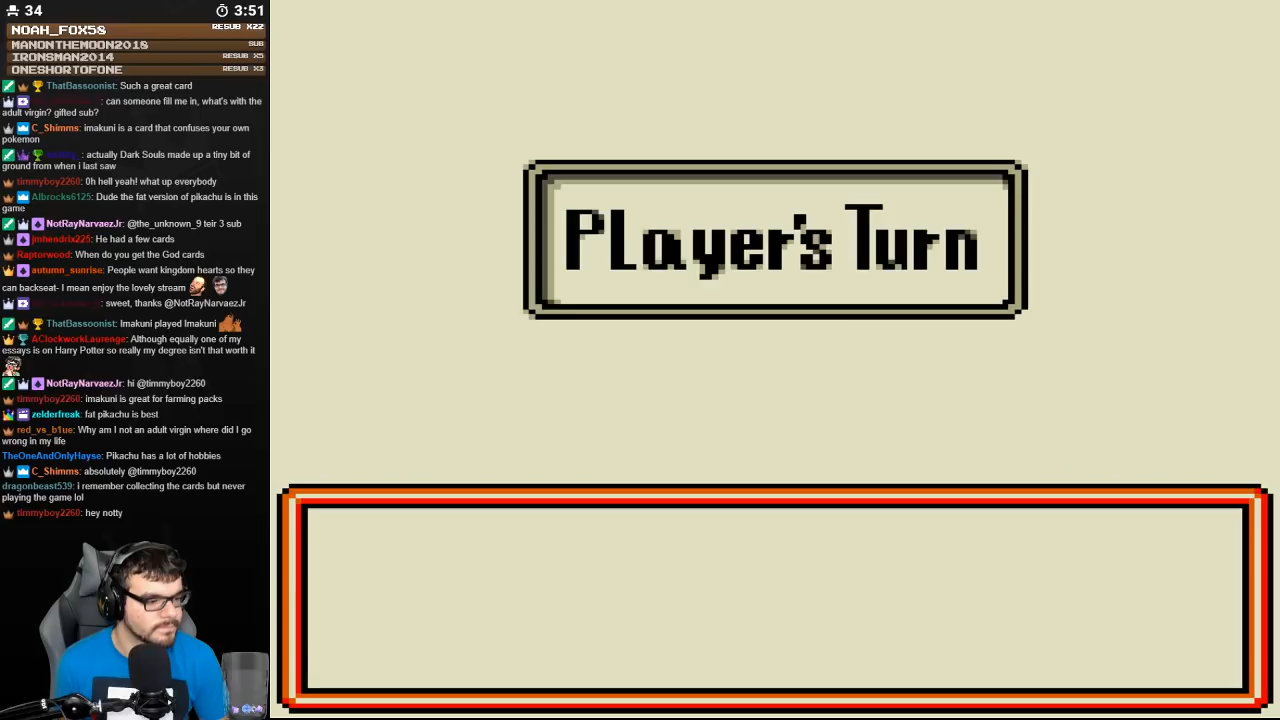 34
3:51
NOAH_FOX58 RESUB X22
MANONTHEMOON2018 SUB
IRONSMAN2014 RESUB X5
ONESHORTOFONE RESUB X3
ThatBassoonist: Such a great card
: can someone fill me in, what's with the
adult virgin? gifted sub?
C_Shimms: imakuni is a card that confuses your own
pokemon
: actually Dark Souls made up a tiny bit of
ground from when i last saw
timmyboy2260: 0h hell yeah! what up everybody
Albrocks6125: Dude the fat version of pikachu is in this
game
NotRayNarvaezJr: @the_unknown_9 teir 3 sub
jmhendrix225: He had a few cards
Raptorwood: When do you get the God cards
autumn_sunrise: People want kingdom hearts so they
can backseat- I mean enjoy the lovely stream
: sweet, thanks @NotRayNarvaezJr
ThatBassoonist: Imakuni played Imakuni
AClockworkLaurenge: Although equally one of my
essays is on Harry Potter so really my degree isn't that worth it
NotRayNarvaezJr: hi @timmyboy2260
timmyboy2260: imakuni is great for farming packs
zelderfreak: fat pikachu is best
red_vs_b1ue: Why am I not an adult virgin where did I go
wrong in my life
TheOneAndOnlyHayse: Pikachu has a lot of hobbies
C_Shimms: absolutely @timmyboy2260
dragonbeast539: i remember collecting the cards but never
playing the game lol
timmyboy2260: hey notty
Player's Turn